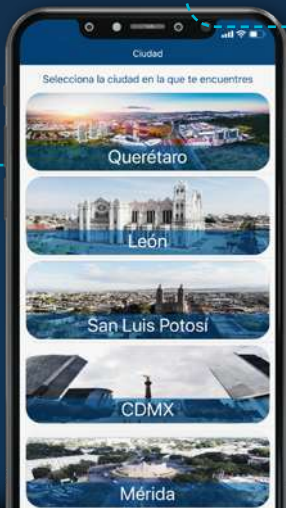 Ciudad
Selecciona la ciudad en la que te encuentres
Querétaro
León
San Luis Potosí
CDMX
Mérida